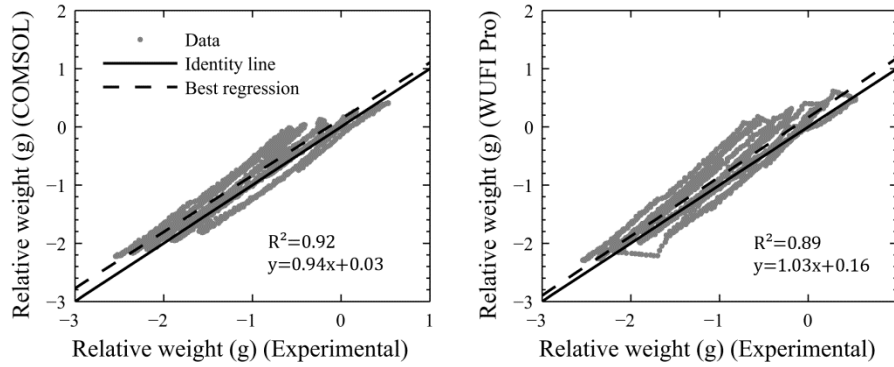 Relative weight (g) (COMSOL)
2
1
0
−1
−2
−3
Data
Identity line
Best regression
R²=0.92
y=0.94x+0.03
−3
−2
−1
0
1
Relative weight (g) (Experimental)
Relative weight (g) (WUFI Pro)
2
1
0
−1
−2
−3
R²=0.89
y=1.03x+0.16
−3
−2
−1
0
Relative weight (g) (Experimental)